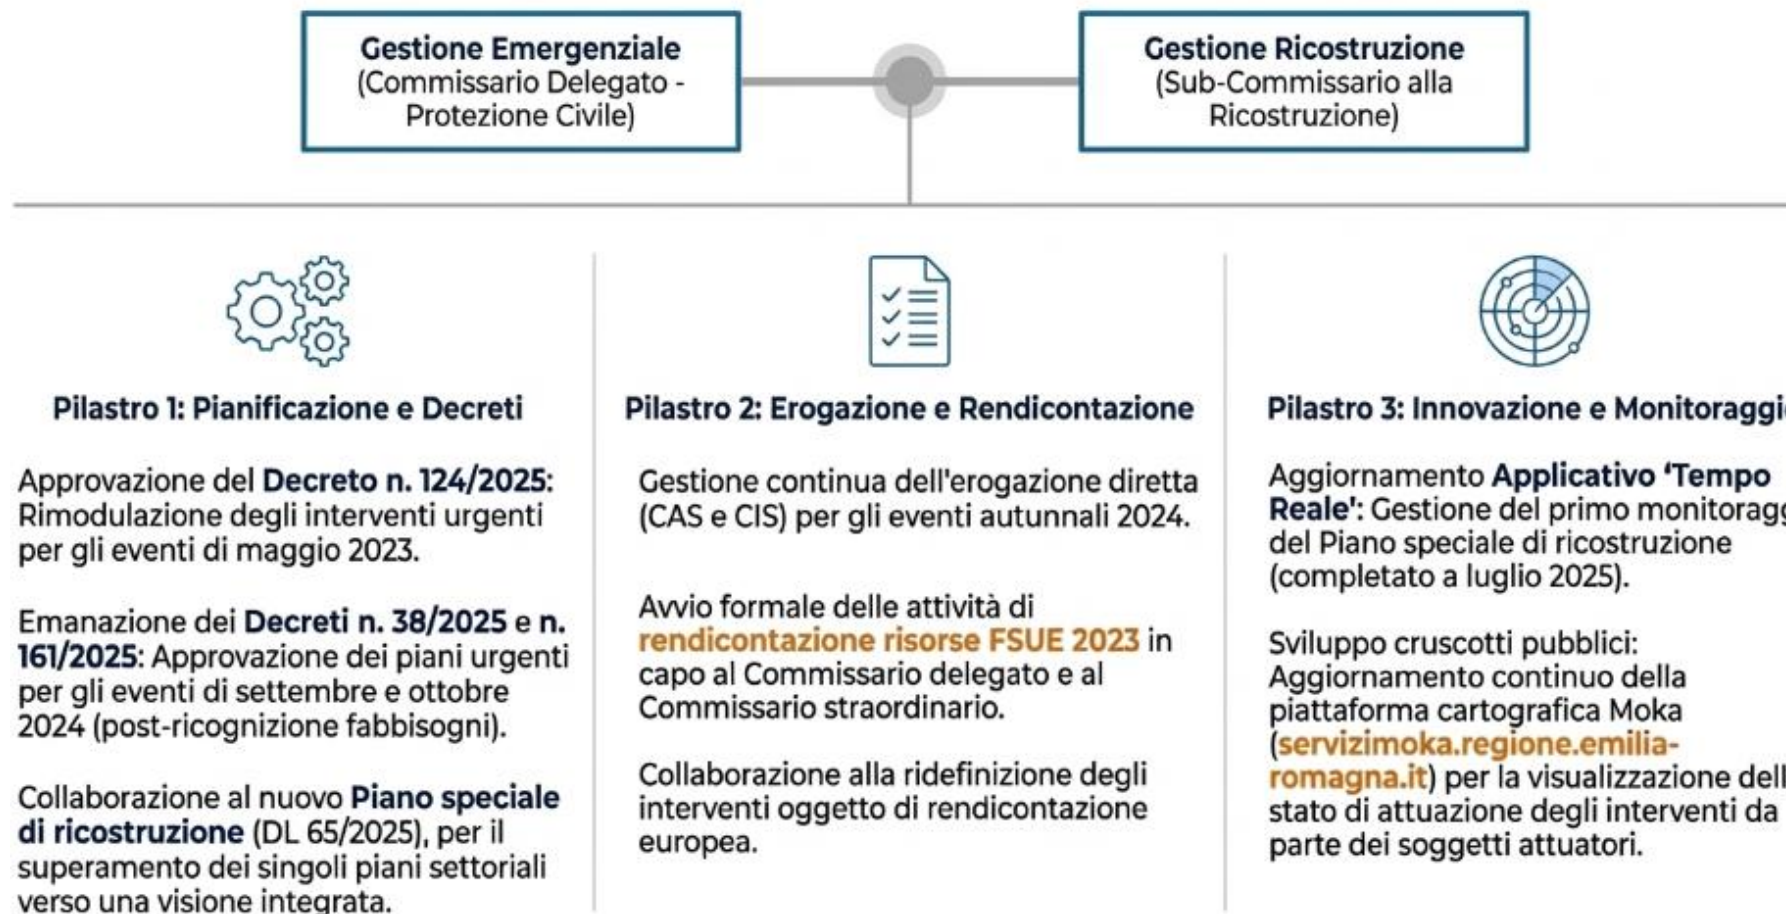 Gestione Emergenziale
(Commissario Delegato -
Protezione Civile)
Gestione Ricostruzione
(Sub-Commissario alla
Ricostruzione)
Pilastro 1: Pianificazione e Decreti
Approvazione del Decreto n. 124/2025:
Rimodulazione degli interventi urgenti
per gli eventi di maggio 2023.
Emanazione dei Decreti n. 38/2025 e n.
161/2025: Approvazione dei piani urgenti
per gli eventi di settembre e ottobre
2024 (post-ricognizione fabbisogni).
Collaborazione al nuovo Piano speciale
di ricostruzione (DL 65/2025), per il
superamento dei singoli piani settoriali
verso una visione integrata.
Pilastro 2: Erogazione e Rendicontazione
Gestione continua dell'erogazione diretta
(CAS e CIS) per gli eventi autunnali 2024.
Avvio formale delle attività di
rendicontazione risorse FSUE 2023 in
capo al Commissario delegato e al
Commissario straordinario.
Collaborazione alla ridefinizione degli
interventi oggetto di rendicontazione
europea.
Pilastro 3: Innovazione e Monitoraggi
Aggiornamento Applicativo ‘Tempo
Reale': Gestione del primo monitoragg
del Piano speciale di ricostruzione
(completato a luglio 2025).
Sviluppo cruscotti pubblici:
Aggiornamento continuo della
piattaforma cartografica Moka
(servizimoka.regione.emilia-
romagna.it) per la visualizzazione dell
stato di attuazione degli interventi da
parte dei soggetti attuatori.